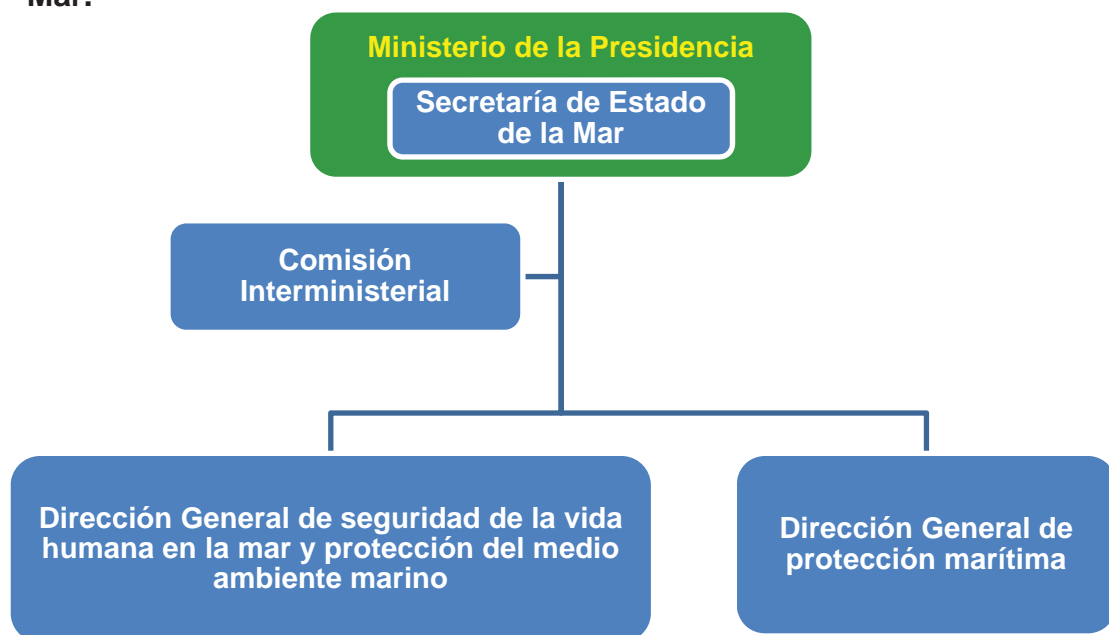 Mar:
Ministerio de la Presidencia
Secretaría de Estado
de la Mar
Comisión
Interministerial
Dirección General de seguridad de la vida
humana en la mar y protección del medio
ambiente marino
Dirección General de
protección marítima